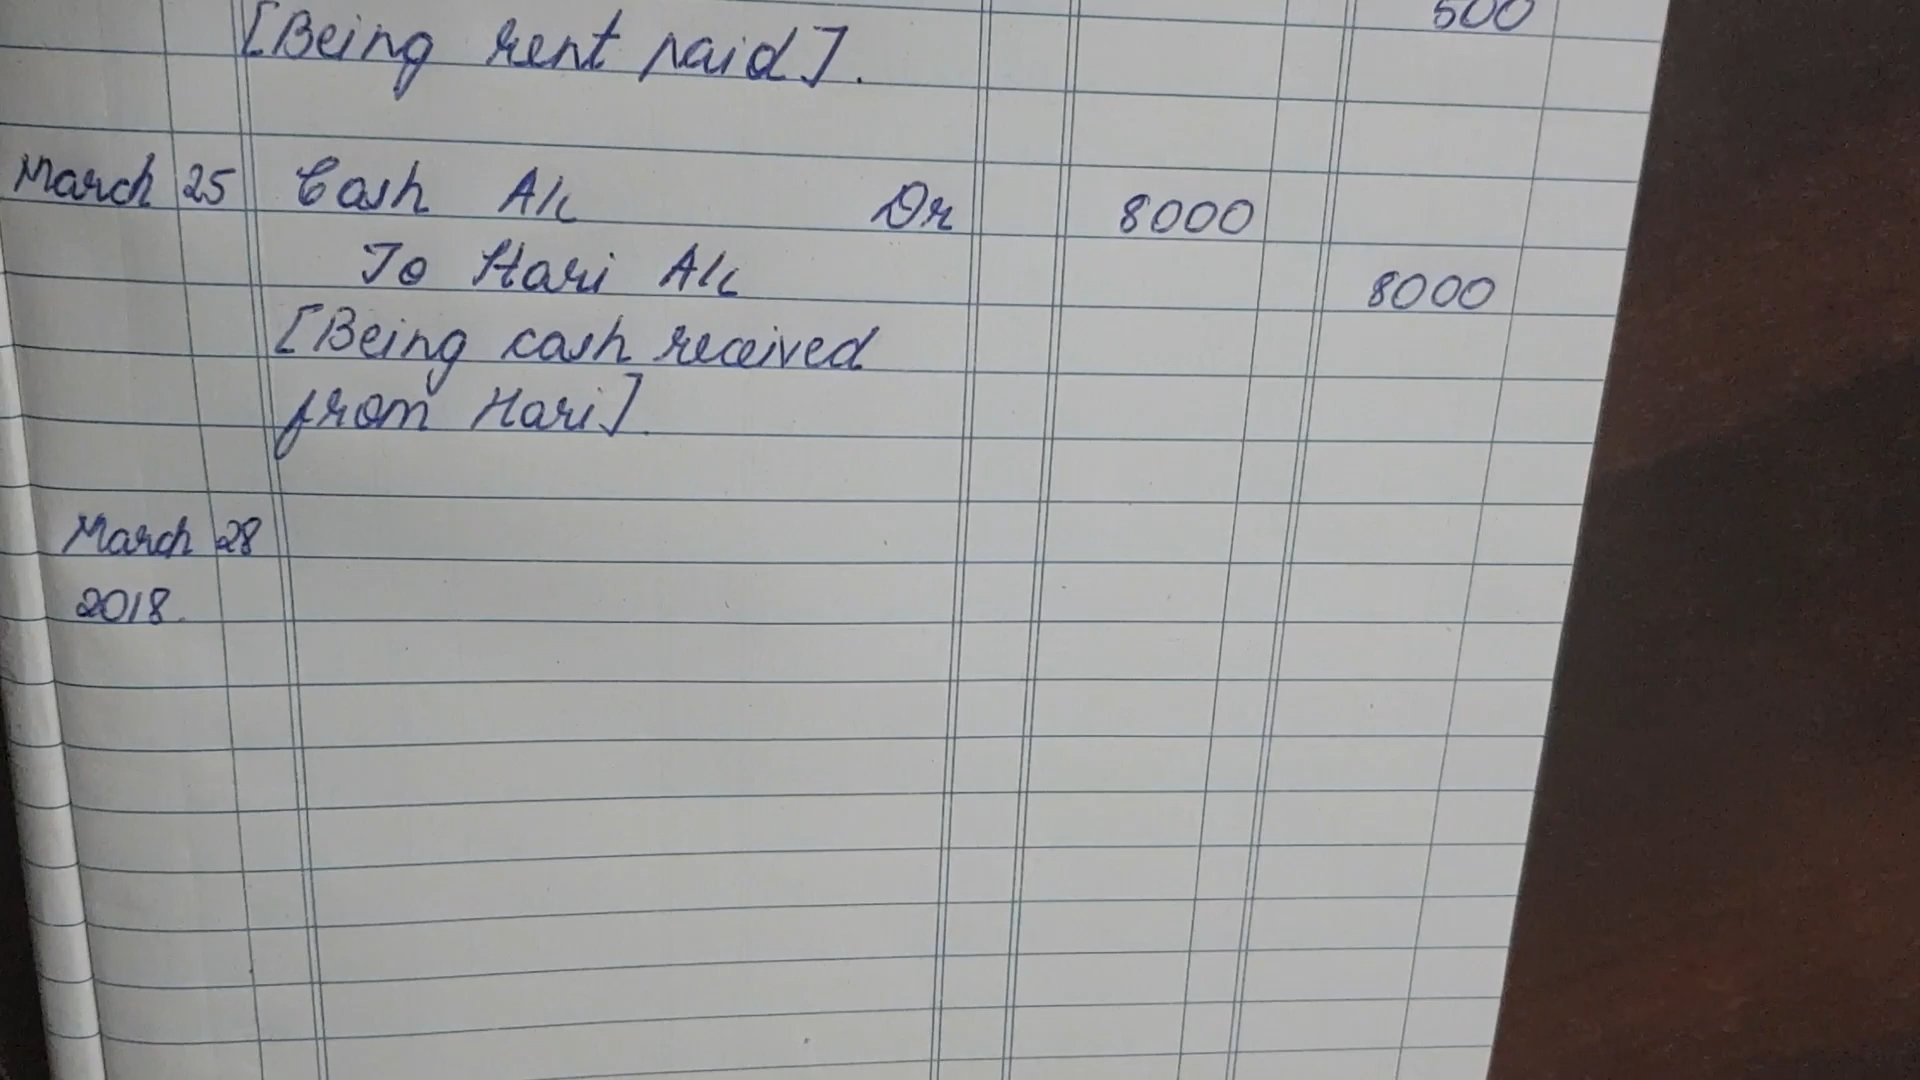 500
[Being rent paid].
March 25 Cash A/c Dr 8000
To Hari A/c 8000
[Being cash received
from Hari].
March 28
2018.